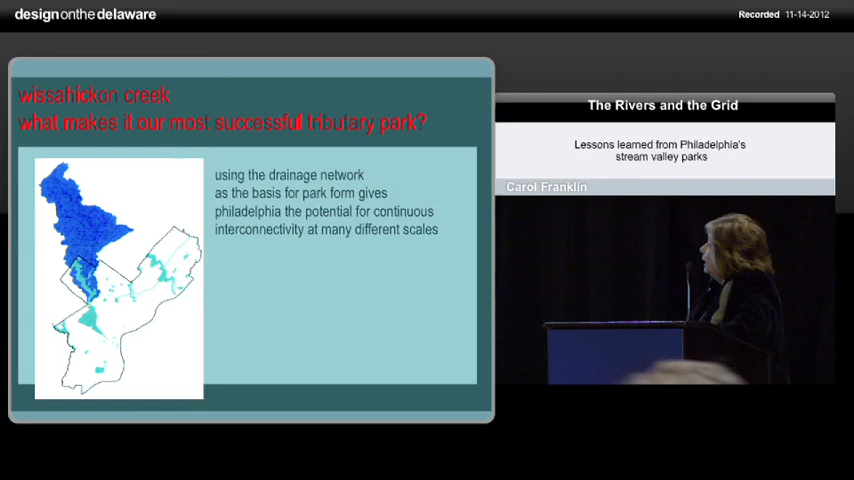 designonthedelaware
Recorded 11-14-2012
wissahickon creek
what makes it our most successful tributary park?
using the drainage network
as the basis for park form gives
philadelphia the potential for continuous
interconnectivity at many different scales
The Rivers and the Grid
Lessons learned from Philadelphia's
stream valley parks
Carol Franklin